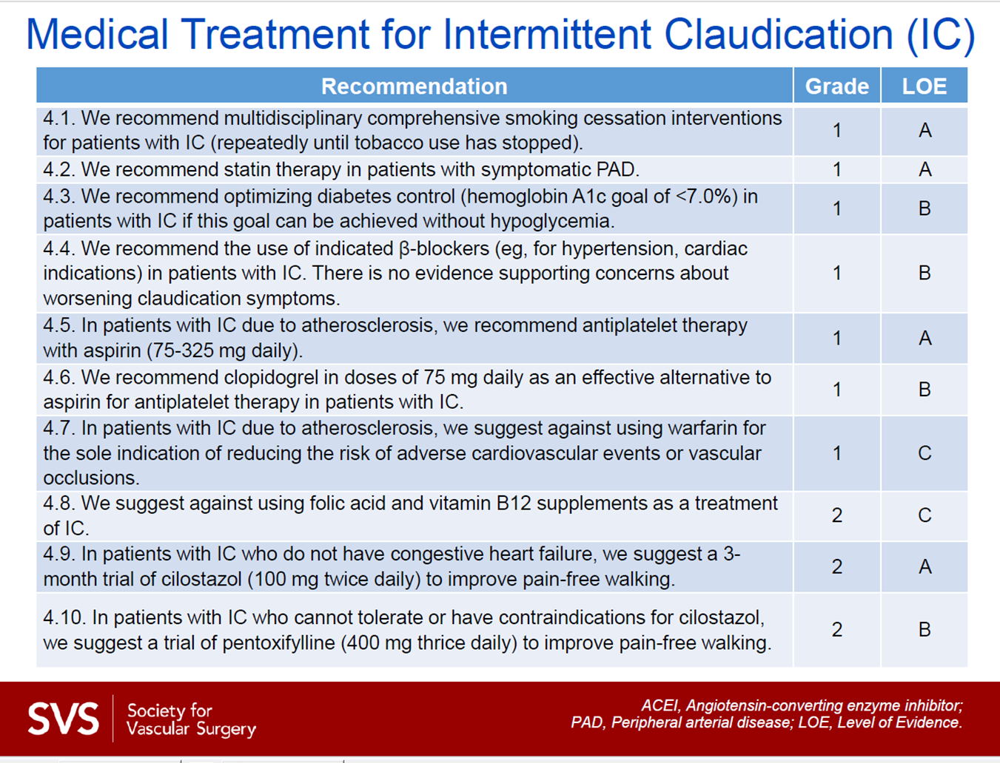 Medical Treatment for Intermittent Claudication (IC)
Recommendation Grade LOE
4.1. We recommend multidisciplinary comprehensive smoking cessation interventions
for patients with IC (repeatedly until tobacco use has stopped).
1 A
4.2. We recommend statin therapy in patients with symptomatic PAD. 1 A
4.3. We recommend optimizing diabetes control (hemoglobin A1c goal of <7.0%) in
patients with IC if this goal can be achieved without hypoglycemia.
1 B
4.4. We recommend the use of indicated β-blockers (eg, for hypertension, cardiac
indications) in patients with IC. There is no evidence supporting concerns about
worsening claudication symptoms.
1 B
4.5. In patients with IC due to atherosclerosis, we recommend antiplatelet therapy
with aspirin (75-325 mg daily).
1 A
4.6. We recommend clopidogrel in doses of 75 mg daily as an effective alternative to
aspirin for antiplatelet therapy in patients with IC.
1 B
4.7. In patients with IC due to atherosclerosis, we suggest against using warfarin for
the sole indication of reducing the risk of adverse cardiovascular events or vascular
occlusions.
1 C
4.8. We suggest against using folic acid and vitamin B12 supplements as a treatment
of IC.
2 C
4.9. In patients with IC who do not have congestive heart failure, we suggest a 3-
month trial of cilostazol (100 mg twice daily) to improve pain-free walking.
2 A
4.10. In patients with IC who cannot tolerate or have contraindications for cilostazol,
we suggest a trial of pentoxifylline (400 mg thrice daily) to improve pain-free walking.
2 B
SVS
Society for
Vascular Surgery
ACEI, Angiotensin-converting enzyme inhibitor;
PAD, Peripheral arterial disease; LOE, Level of Evidence.